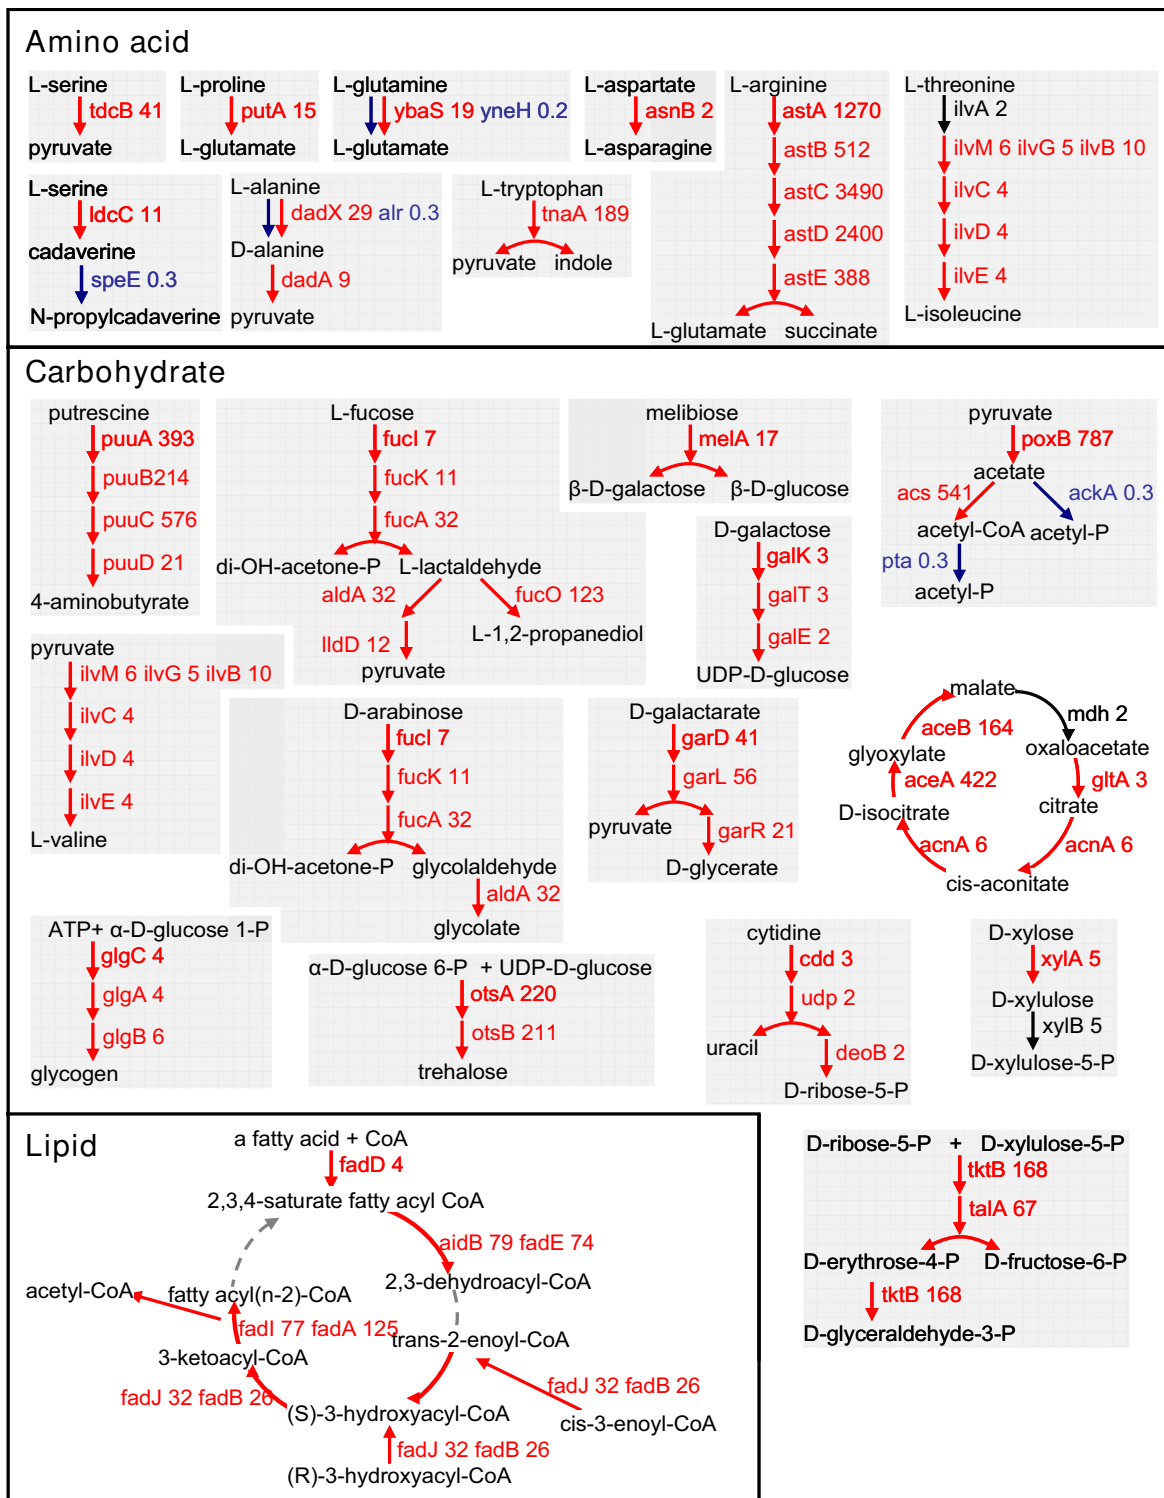 Amino acid
L-serine
tdcB 41
pyruvate
L-proline
putA 15
L-glutamate
L-glutamine
ybaS 19 yneH 0.2
L-glutamate
L-aspartate
asnB 2
L-asparagine
L-arginine
astA 1270
astB 512
astC 3490
astD 2400
astE 388
L-glutamate succinate
L-threonine
ilvA 2
ilvM 6 ilvG 5 ilvB 10
ilvC 4
ilvD 4
ilvE 4
L-isoleucine
L-serine
ldcC 11
cadaverine
speE 0.3
N-propylcadaverine
L-alanine
dadX 29 alr 0.3
D-alanine
dadA 9
pyruvate
L-tryptophan
tnaA 189
pyruvate indole
Carbohydrate
putrescine
puuA 393
puuB214
puuC 576
puuD 21
4-aminobutyrate
L-fucose
fucI 7
fucK 11
fucA 32
di-OH-acetone-P L-lactaldehyde
aldA 32 fucO 123
L-1,2-propanediol
lldD 12
pyruvate
melibiose
melA 17
β-D-galactose β-D-glucose
pyruvate
poxB 787
acetate
acs 541 ackA 0.3
acetyl-CoA acetyl-P
pta 0.3
acetyl-P
D-galactose
galK 3
galT 3
galE 2
UDP-D-glucose
pyruvate
ilvM 6 ilvG 5 ilvB 10
ilvC 4
ilvD 4
ilvE 4
L-valine
D-arabinose
fucI 7
fucK 11
fucA 32
di-OH-acetone-P glycolaldehyde
aldA 32
glycolate
D-galactarate
garD 41
garL 56
pyruvate
garR 21
D-glycerate
malate
mdh 2
aceB 164
oxaloacetate
glyoxylate
gltA 3
aceA 422
citrate
D-isocitrate
acnA 6 acnA 6
cis-aconitate
ATP+ α-D-glucose 1-P
glgC 4
glgA 4
glgB 6
glycogen
α-D-glucose 6-P + UDP-D-glucose
otsA 220
otsB 211
trehalose
cytidine
cdd 3
udp 2
uracil
deoB 2
D-ribose-5-P
D-xylose
xylA 5
D-xylulose
xylB 5
D-xylulose-5-P
D-ribose-5-P + D-xylulose-5-P
tktB 168
talA 67
D-erythrose-4-P D-fructose-6-P
tktB 168
D-glyceraldehyde-3-P
Lipid
a fatty acid + CoA
fadD 4
2,3,4-saturate fatty acyl CoA
aidB 79 fadE 74
2,3-dehydroacyl-CoA
acetyl-CoA
fatty acyl(n-2)-CoA
fadI 77 fadA 125
trans-2-enoyl-CoA
3-ketoacyl-CoA
fadJ 32 fadB 26
fadJ 32 fadB 26
(S)-3-hydroxyacyl-CoA
cis-3-enoyl-CoA
fadJ 32 fadB 26
(R)-3-hydroxyacyl-CoA